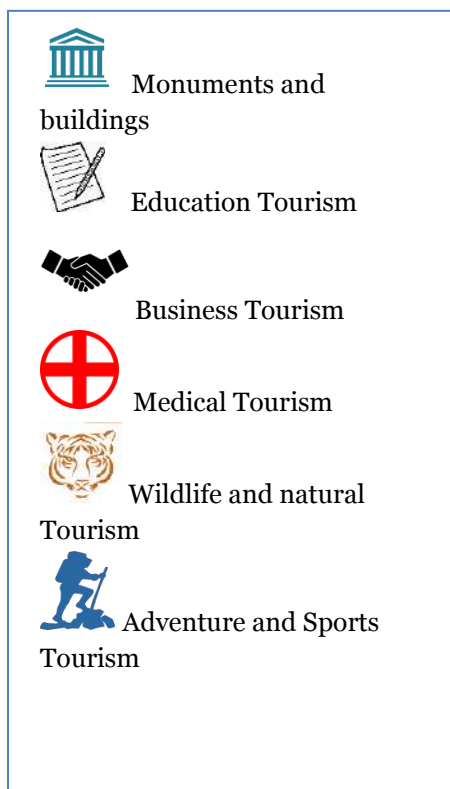 Monuments and
buildings
Education Tourism
Business Tourism
Medical Tourism
Wildlife and natural
Tourism
Adventure and Sports
Tourism